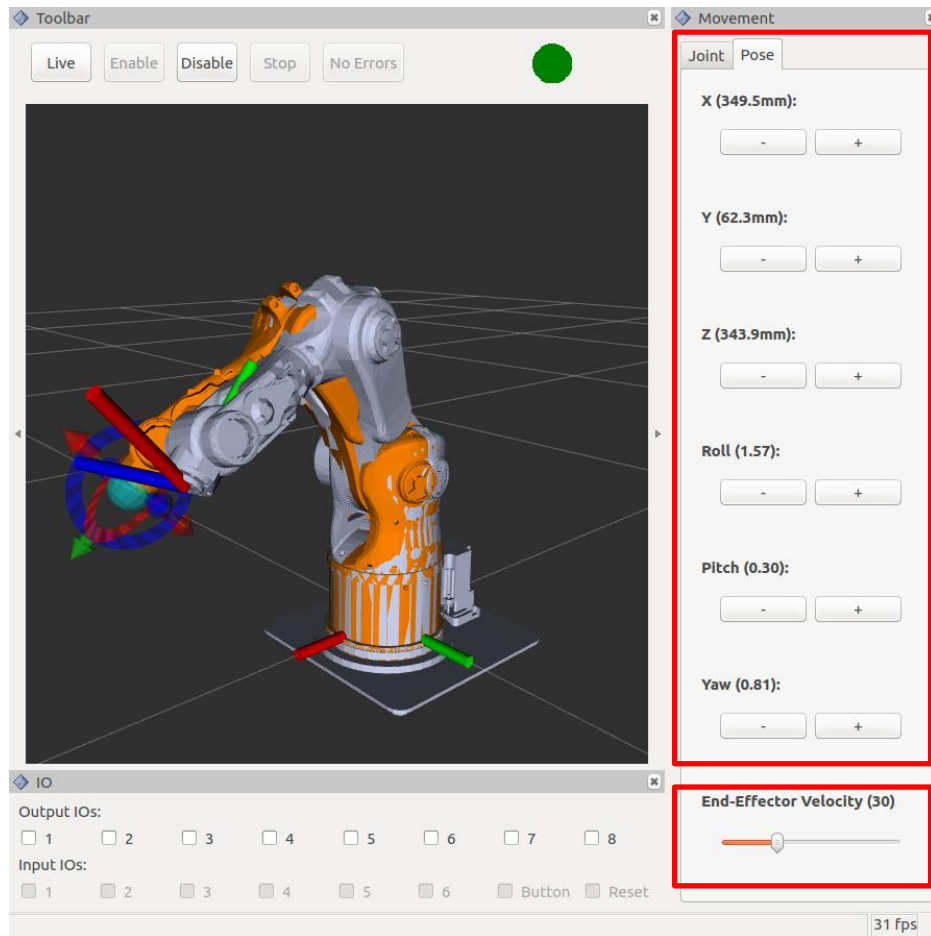 Toolbar
Live Enable Disable Stop No Errors
Movement
Joint Pose
X (349.5mm):
- +
Y (62.3mm):
- +
Z (343.9mm):
- +
Roll (1.57):
- +
Pitch (0.30):
- +
Yaw (0.81):
- +
End-Effector Velocity (30)
IO
Output IOs:
1 2 3 4 5 6 7 8
Input IOs:
1 2 3 4 5 6 Button Reset
31 fps